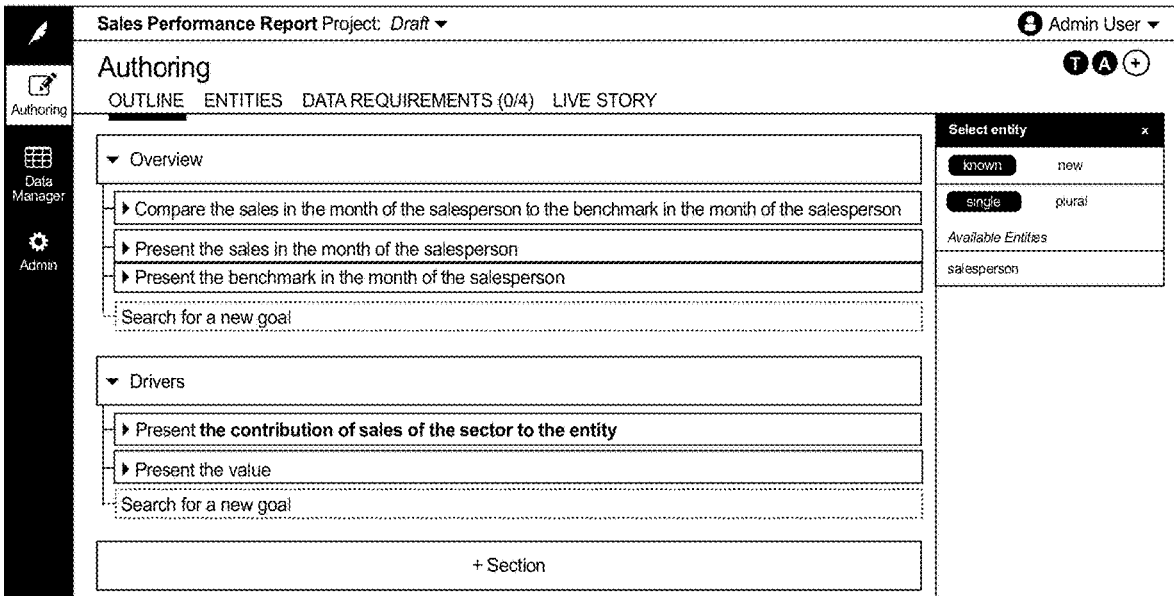 Sales Performance Report Project: Draft
Admin User
Authoring
T A +
OUTLINE ENTITIES DATA REQUIREMENTS (0/4) LIVE STORY
Authoring
Data
Manager
Admin
Overview
Compare the sales in the month of the salesperson to the benchmark in the month of the salesperson
Present the sales in the month of the salesperson
Present the benchmark in the month of the salesperson
Search for a new goal
Drivers
Present the contribution of sales of the sector to the entity
Present the value
Search for a new goal
+ Section
Select entity x
known new
single plural
Available Entities
salesperson